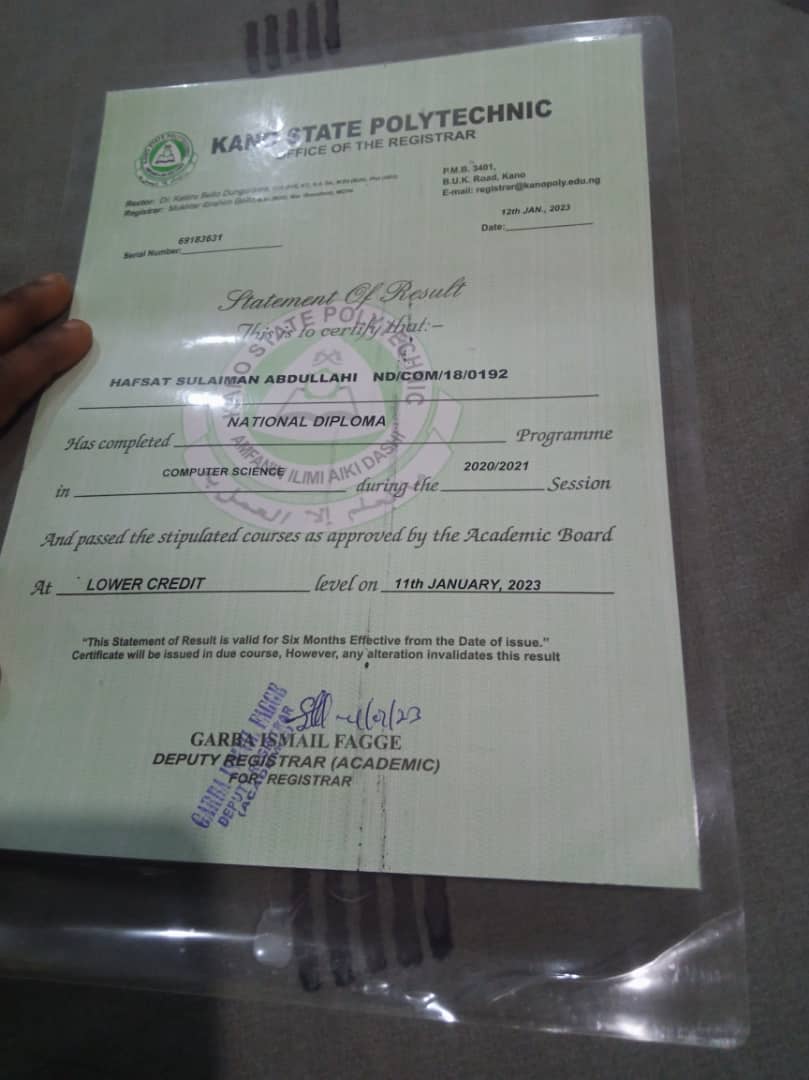 KANO STATE POLYTECHNIC
OFFICE OF THE REGISTRAR
Rector: Dr. Kabiru Bello Dungurawa,
Registrar: Mukhtar Ibrahim Bello
P.M.B. 3401,
B.U.K. Road, Kano
E-mail: registrar@kanopoly.edu.ng
12th JAN., 2023
Date:
69183631
Serial Number:
Statement Of Result
This is to certify that:-
KANO STATE POLYTECHNIC
HAFSAT SULAIMAN ABDULLAHI ND/COM/18/0192
NATIONAL DIPLOMA
Has completed Programme
AMFANIN ILIMI AIKI DASHI
COMPUTER SCIENCE 2020/2021
in during the Session
And passed the stipulated courses as approved by the Academic Board
At LOWER CREDIT level on 11th JANUARY, 2023
"This Statement of Result is valid for Six Months Effective from the Date of issue."
Certificate will be issued in due course, However, any alteration invalidates this result
GARBA ISMAIL FAGGE
DEPUTY REGISTRAR (ACADEMIC)
FOR: REGISTRAR
GARBA ISMAIL FAGGE
DEPUTY REGISTRAR